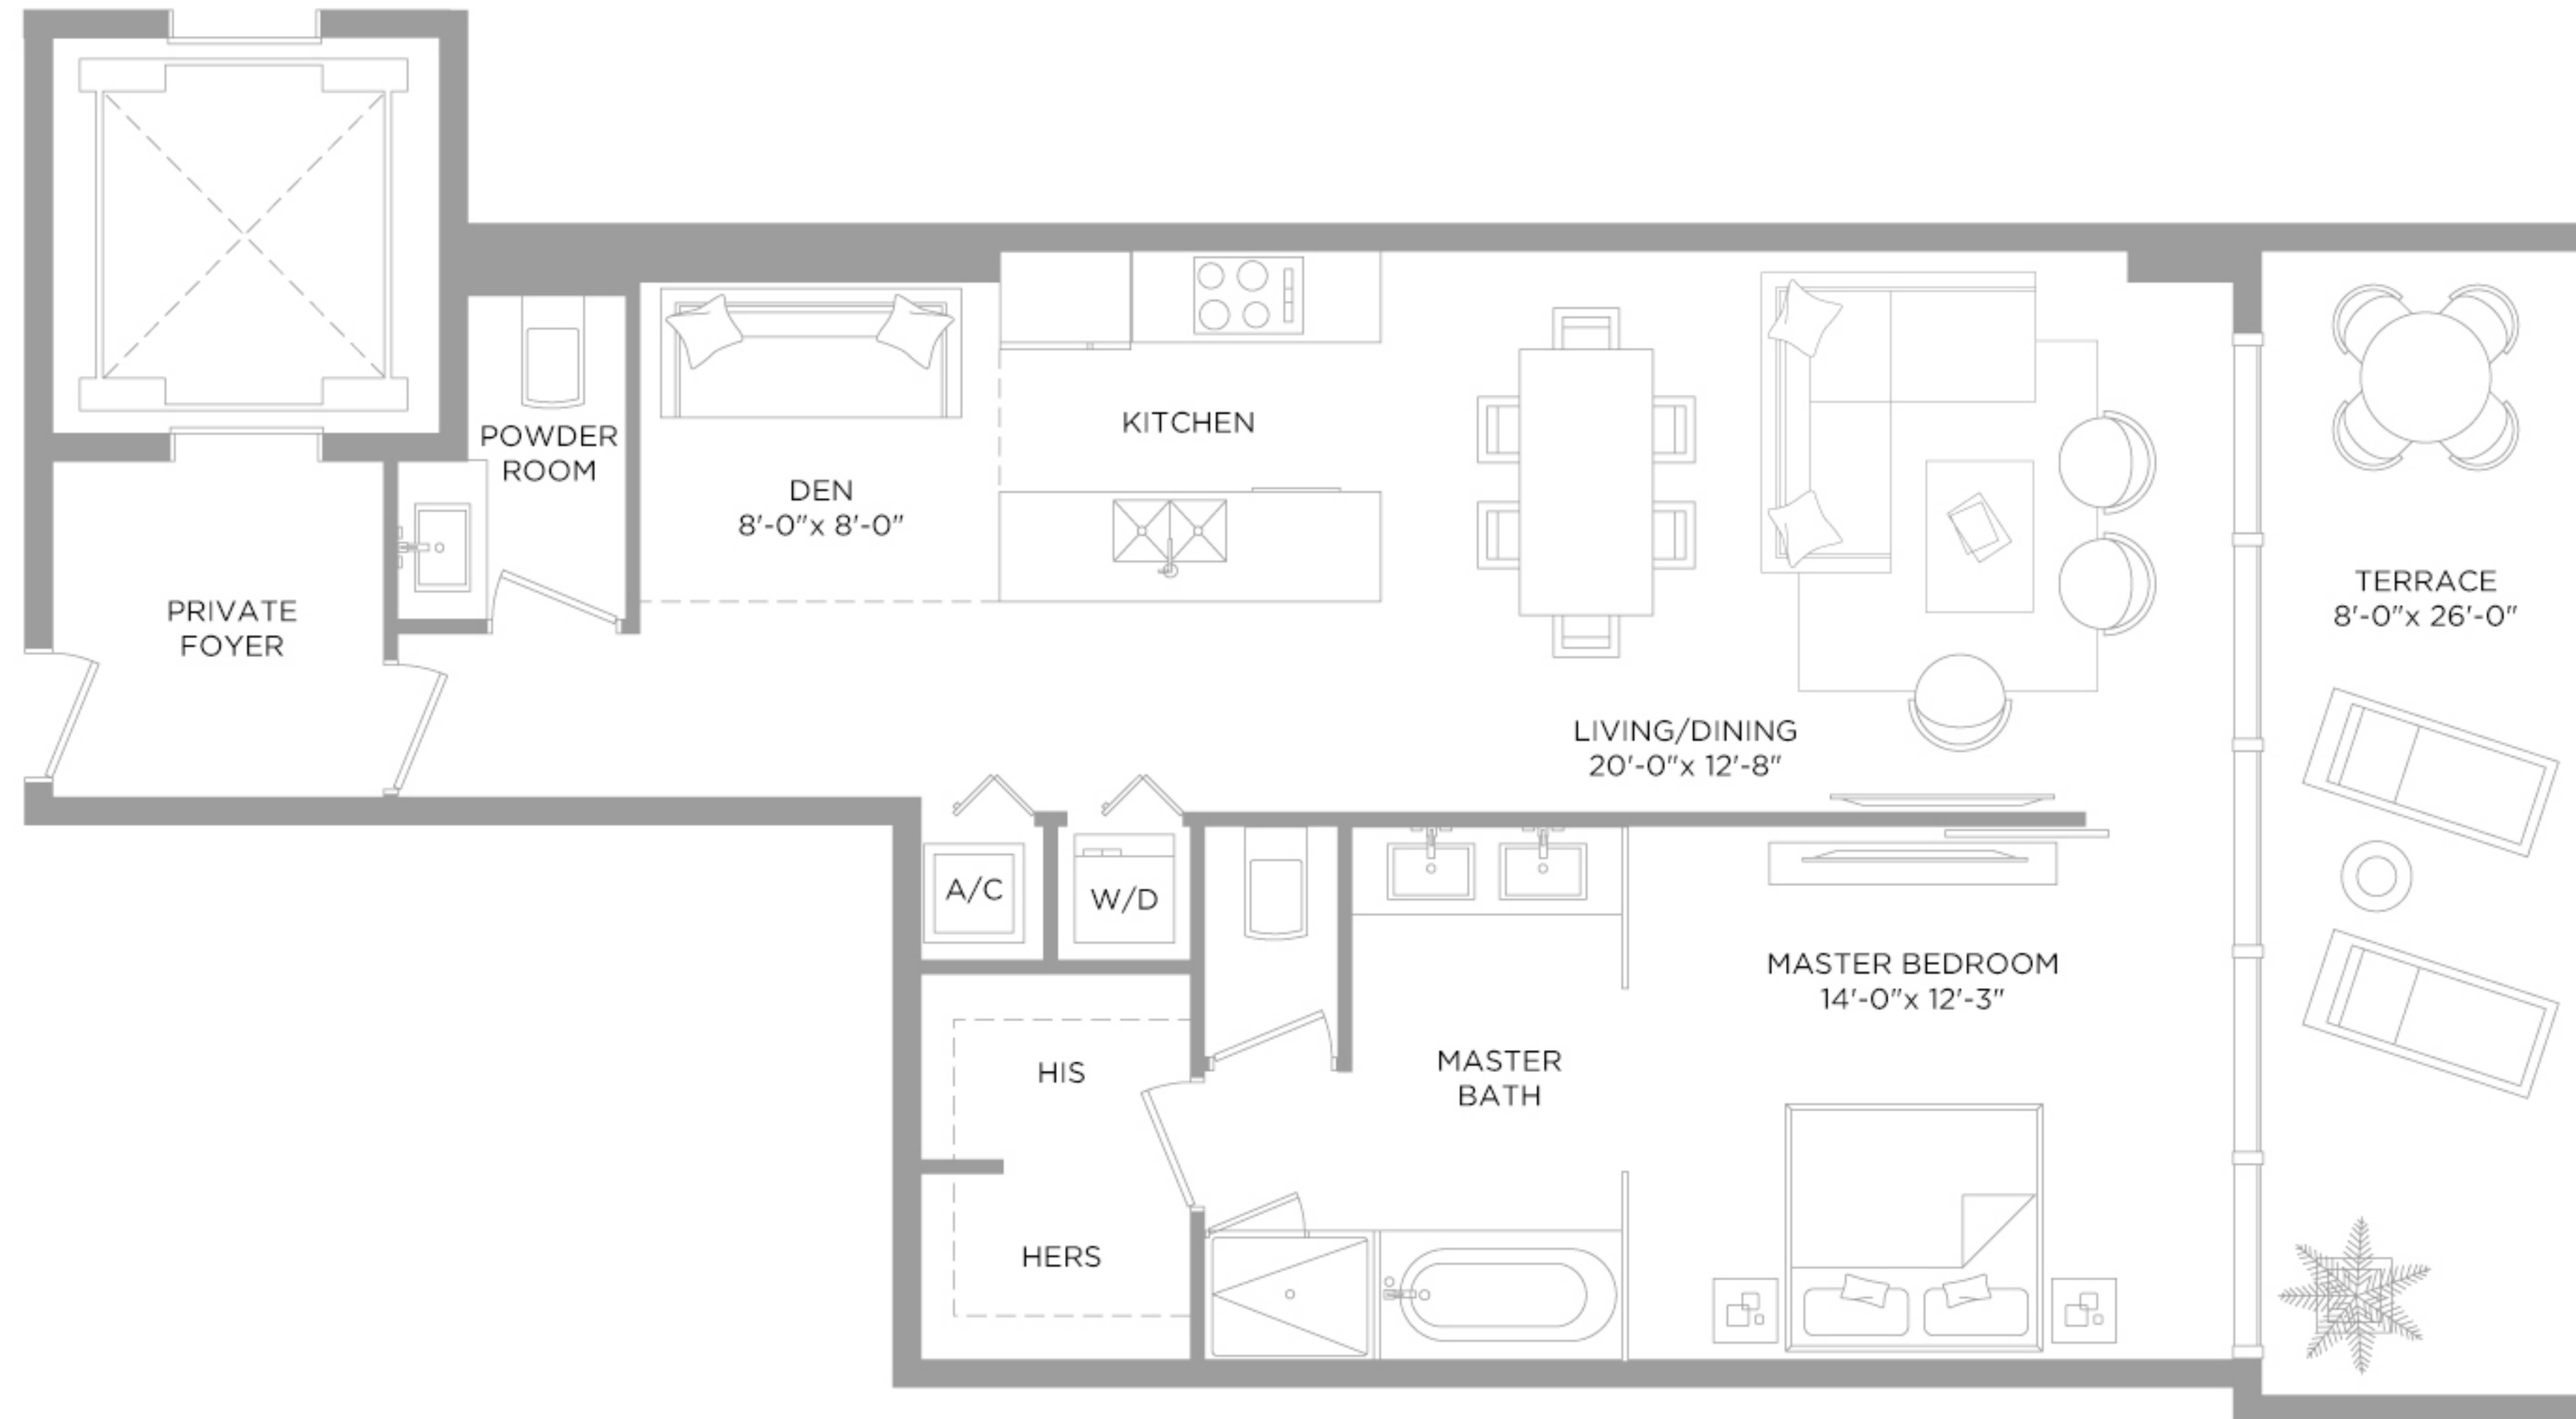 POWDER
ROOM
KITCHEN
DEN
8'-0"x 8'-0"
PRIVATE
FOYER
TERRACE
8'-0"x 26'-0"
LIVING/DINING
20'-0"x 12'-8"
A/C
W/D
MASTER BEDROOM
14'-0"x 12'-3"
HIS
MASTER
BATH
HERS